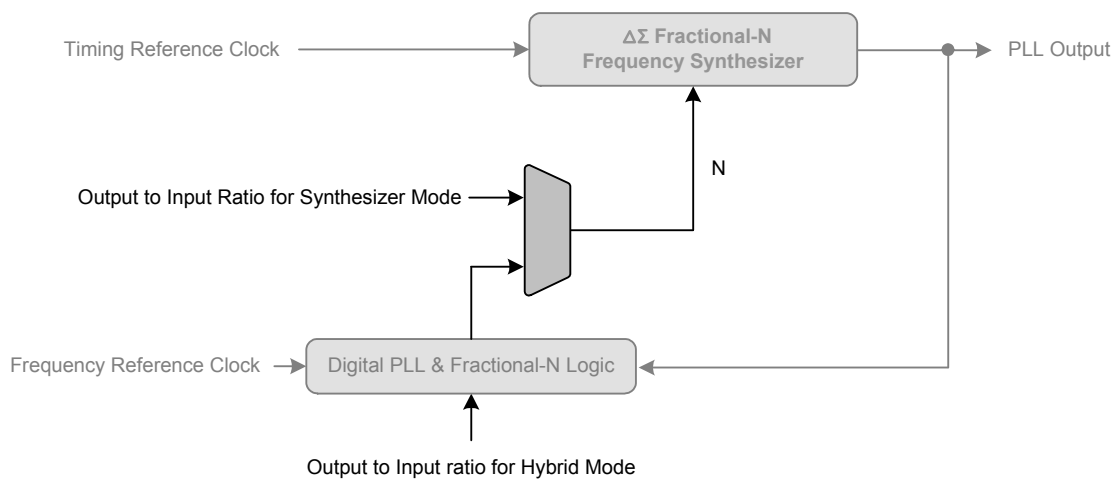 Timing Reference Clock
ΔΣ Fractional-N
Frequency Synthesizer
PLL Output
N
Output to Input Ratio for Synthesizer Mode
Frequency Reference Clock
Digital PLL & Fractional-N Logic
Output to Input ratio for Hybrid Mode